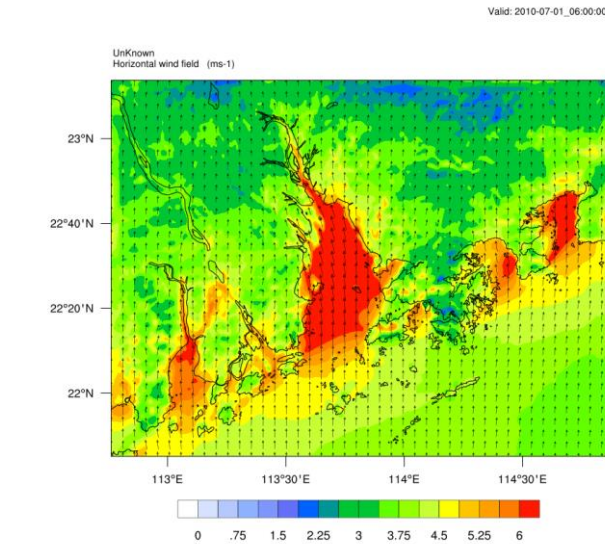 Valid: 2010-07-01_06:00:00
UnKnown
Horizontal wind field (ms-1)
23°N
22°40'N
22°20'N
22°N
113°E
113°30'E
114°E
114°30'E
0 .75 1.5 2.25 3 3.75 4.5 5.25 6